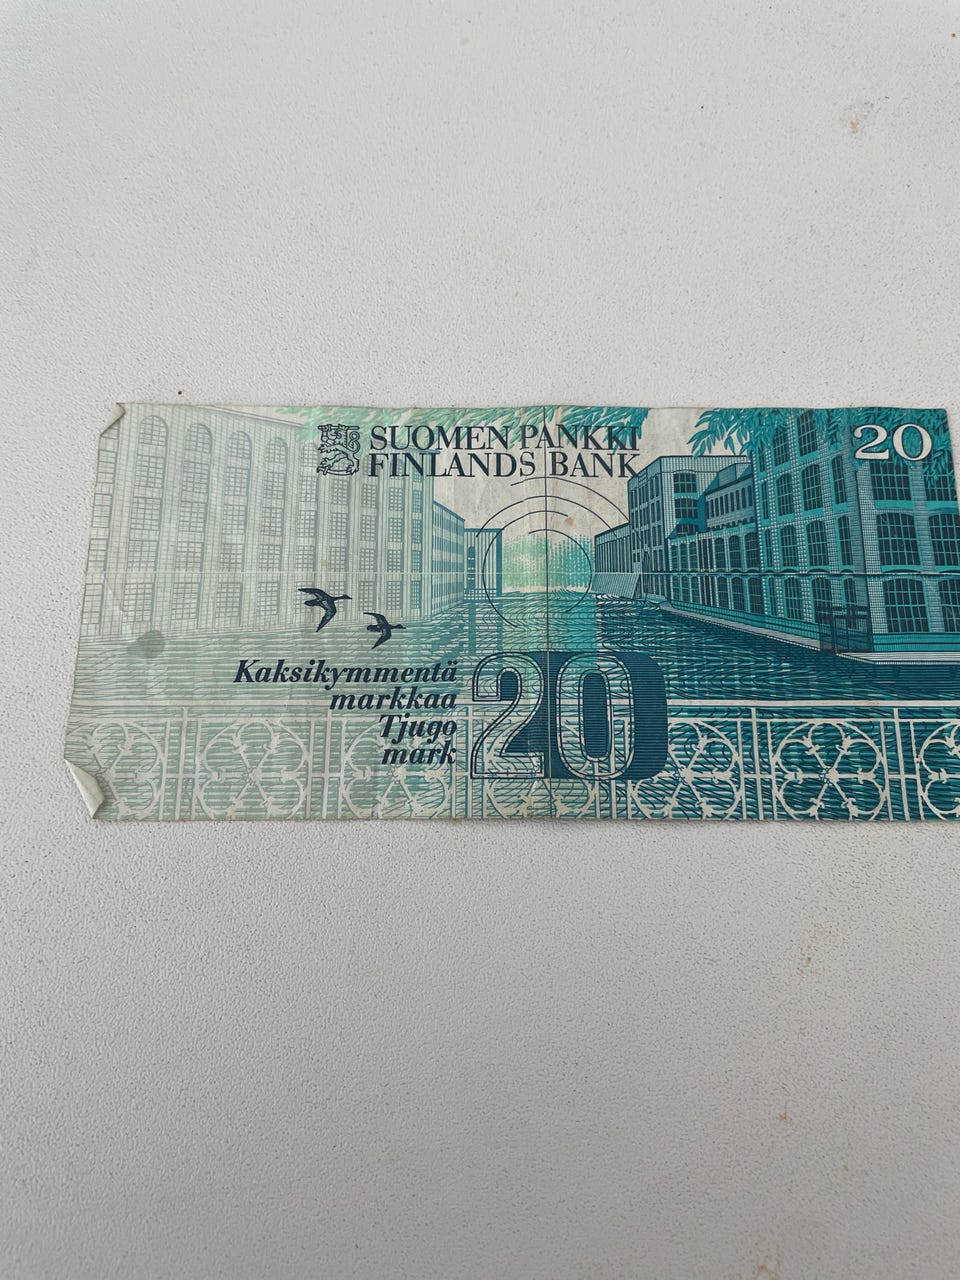 SUOMEN PANKKI
FINLANDS BANK
20
Kaksikymmentä
markkaa
Tjugo
mark
20